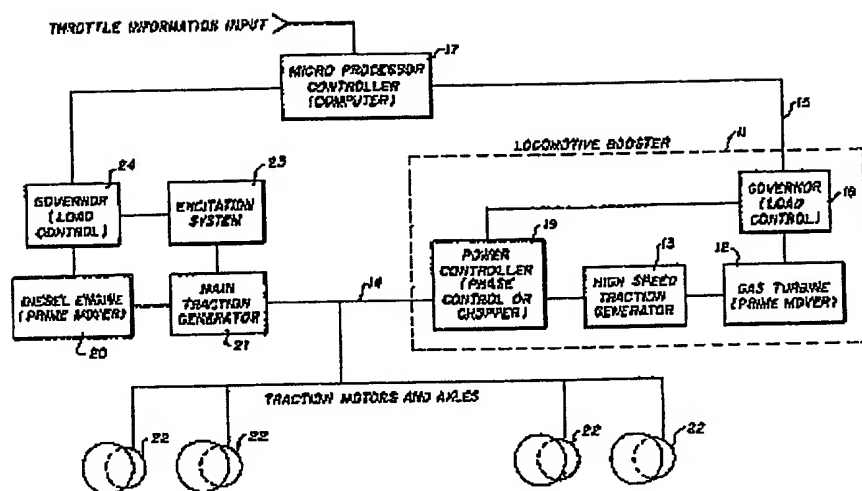 THROTTLE INFORMATION INPUT
17
MICRO PROCESSOR
CONTROLLER
(COMPUTER)
15
LOCOMOTIVE BOOSTER
11
24
GOVERNOR
(LOAD
CONTROL)
23
EXCITATION
SYSTEM
GOVERNOR
(LOAD
CONTROL)
18
19
POWER
CONTROLLER
(PHASE
CONTROL OR
CHOPPER)
13
HIGH SPEED
TRACTION
GENERATOR
12
GAS TURBINE
(PRIME MOVER)
DIESEL ENGINE
(PRIME MOVER)
20
MAIN
TRACTION
GENERATOR
21
14
TRACTION MOTORS AND AXLES
22
22
22
22